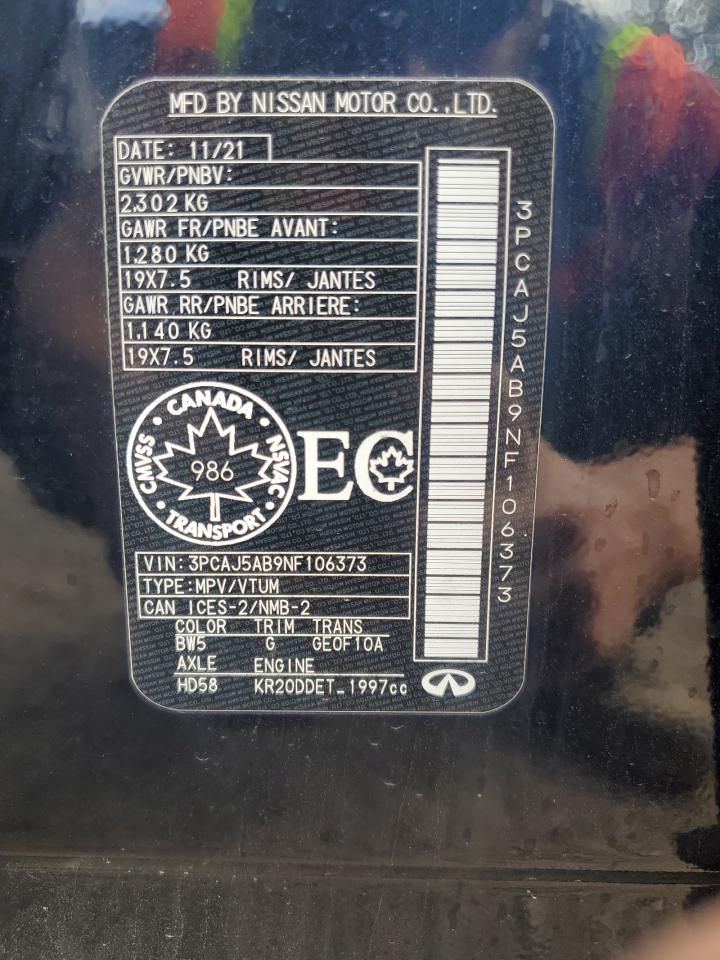 MFD BY NISSAN MOTOR CO.,LTD.
DATE: 11/21
GVWR/PNBV:
2,302 KG
GAWR FR/PNBE AVANT:
1,280 KG
19X7.5 RIMS/ JANTES
GAWR RR/PNBE ARRIERE:
1,140 KG
19X7.5 RIMS/ JANTES
CANADA
CMVSS · NSVAC
986
TRANSPORT
EC
3PCAJ5AB9NF106373
VIN: 3PCAJ5AB9NF106373
TYPE: MPV/VTUM
CAN ICES-2/NMB-2
COLOR TRIM TRANS
BW5 G GE0F10A
AXLE ENGINE
HD58 KR20DDET_1997cc